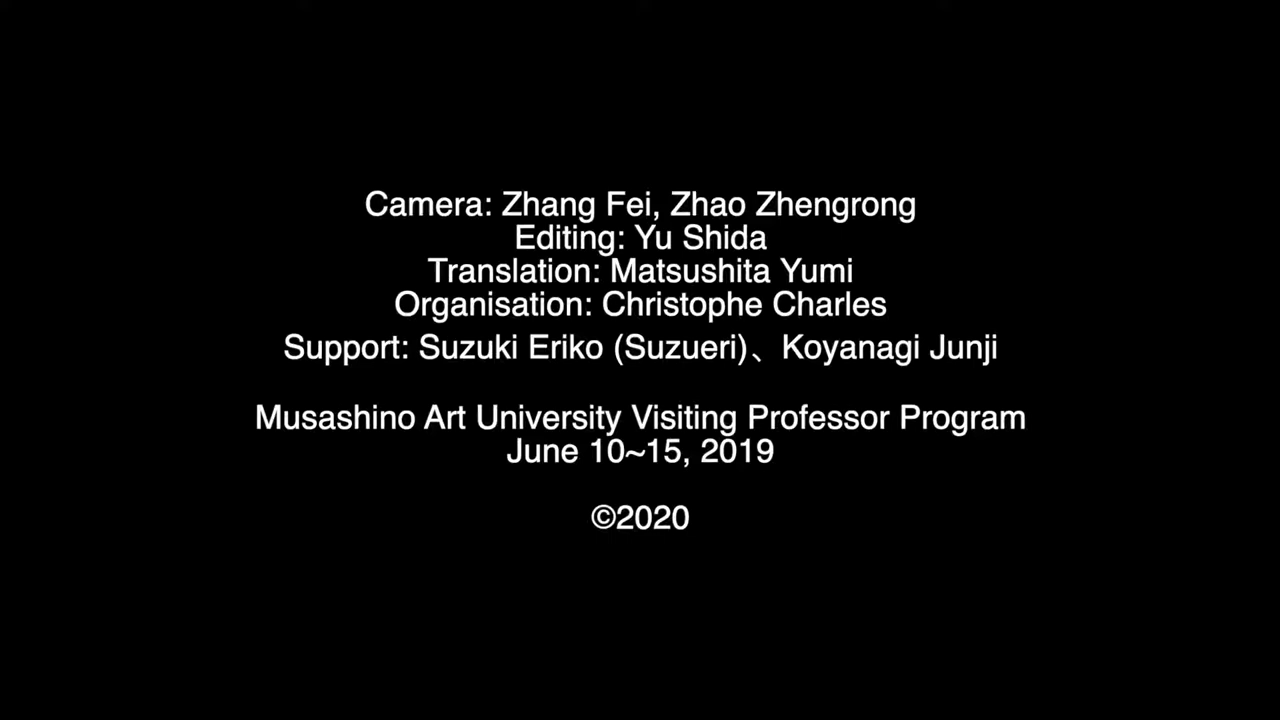 Camera: Zhang Fei, Zhao Zhengrong
Editing: Yu Shida
Translation: Matsushita Yumi
Organisation: Christophe Charles
Support: Suzuki Eriko (Suzueri)、Koyanagi Junji
Musashino Art University Visiting Professor Program
June 10~15, 2019
©2020